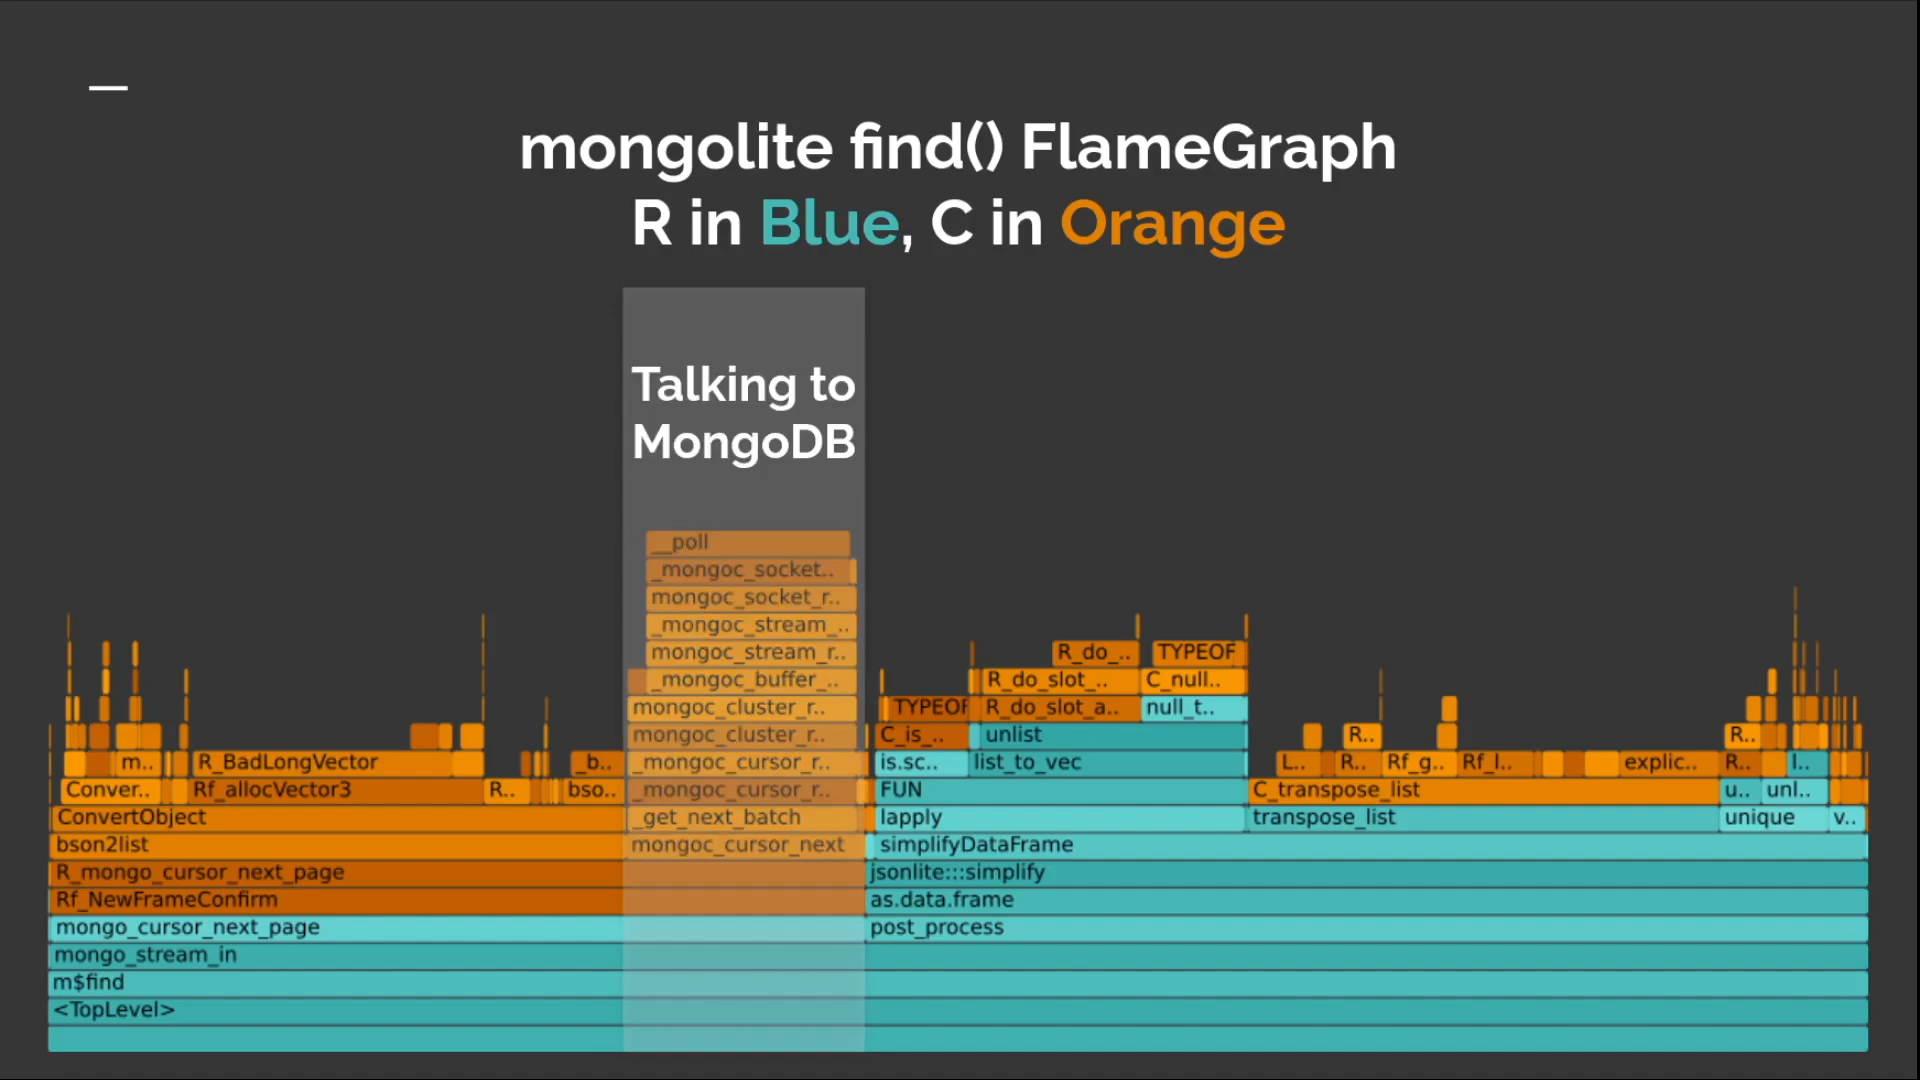 mongolite find() FlameGraph
R in Blue, C in Orange
Talking to
MongoDB
__poll
_mongoc_socket..
mongoc_socket_r..
_mongoc_stream_..
mongoc_stream_r.. R_do_.. TYPEOF
_mongoc_buffer_.. R_do_slot_.. C_null..
mongoc_cluster_r.. TYPEOF R_do_slot_a.. null_t..
mongoc_cluster_r.. C_is_.. unlist R.. R..
m.. R_BadLongVector _b.. _mongoc_cursor_r.. is.sc.. list_to_vec L.. R.. Rf_g.. Rf_l.. explic.. R.. l..
Conver.. Rf_allocVector3 R.. bso.. _mongoc_cursor_r.. FUN C_transpose_list u.. unl..
ConvertObject _get_next_batch lapply transpose_list unique v..
bson2list mongoc_cursor_next simplifyDataFrame
R_mongo_cursor_next_page jsonlite:::simplify
Rf_NewFrameConfirm as.data.frame
mongo_cursor_next_page post_process
mongo_stream_in
m$find
<TopLevel>